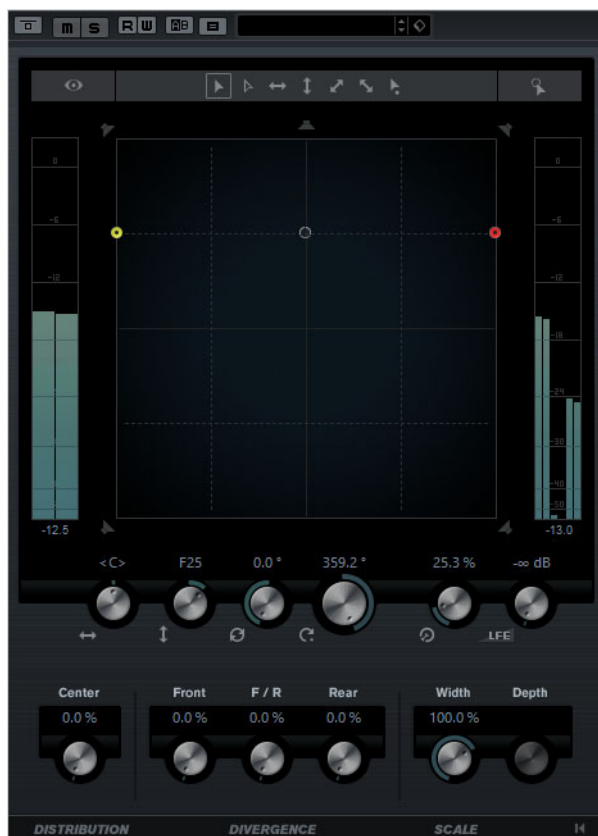 m S R W AB
0 0
-6 -6
-12 -12
-18
-24
-30
-40
-50
-12.5 -13.0
<C> F25 0.0 ° 359.2 ° 25.3 % -∞ dB
LFE
Center Front F / R Rear Width Depth
0.0 % 0.0 % 0.0 % 0.0 % 100.0 %
DISTRIBUTION DIVERGENCE SCALE